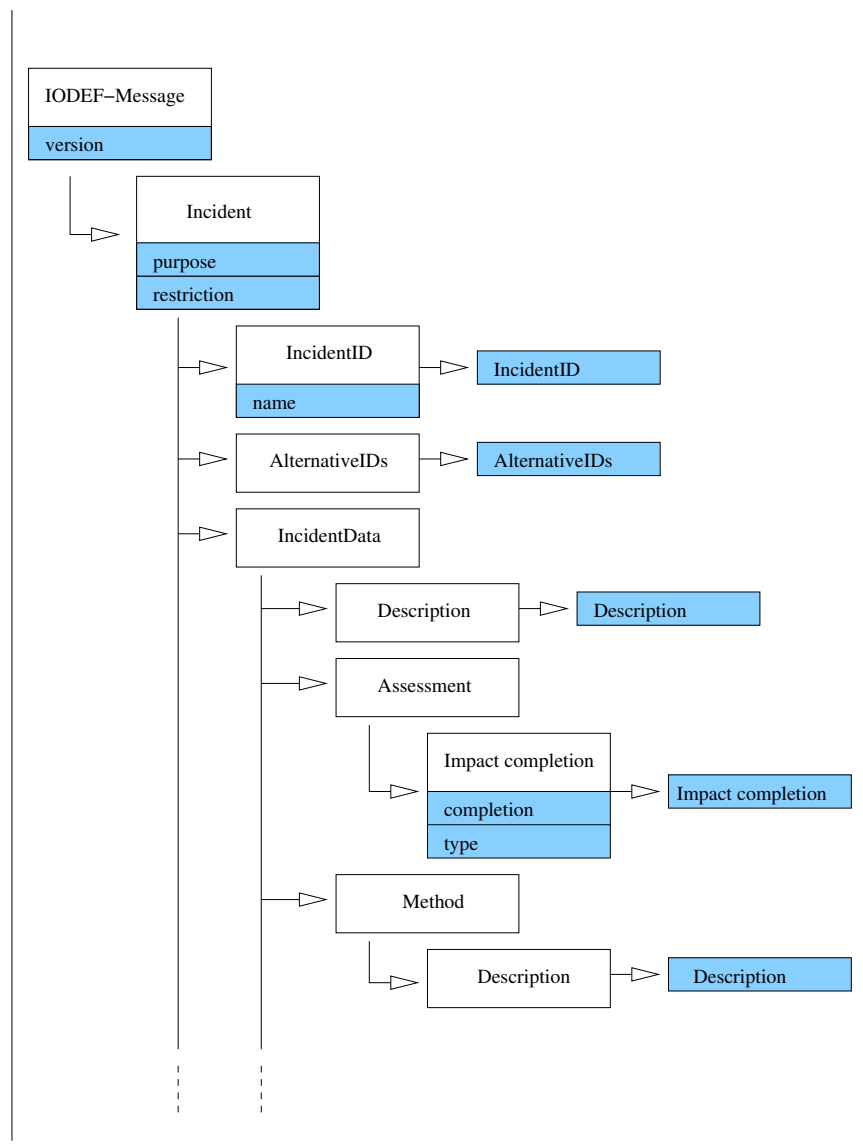 IODEF−Message
version
Incident
purpose
restriction
IncidentID
IncidentID
name
AlternativeIDs
AlternativeIDs
IncidentData
Description
Description
Assessment
Impact completion
Impact completion
completion
type
Method
Description
Description